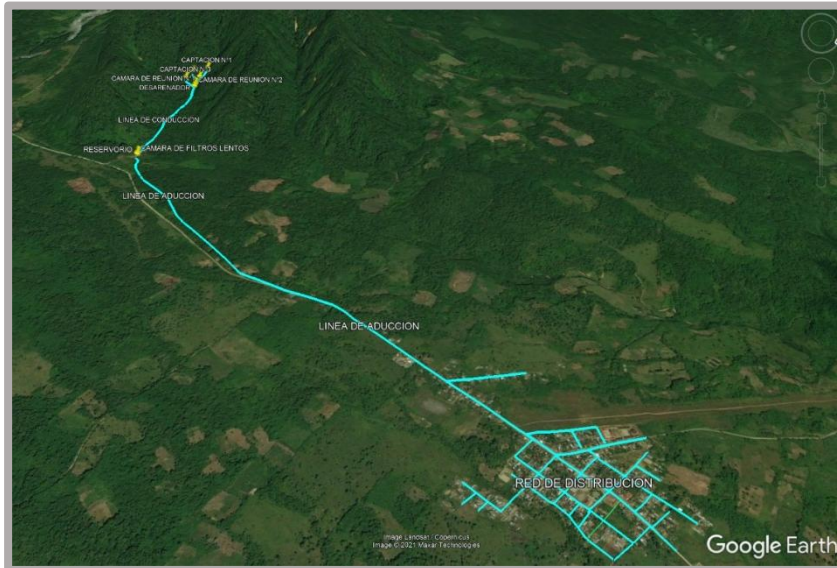 CAPTACION N°1
CAPTACION N
CAMARA DE REUNION N
CAMARA DE REUNION N°2
DESARENADOR
LINEA DE CONDUCCION
RESERVORIO
CAMARA DE FILTROS LENTOS
LINEA DE ADUCCION
LINEA DE ADUCCION
RED DE DISTRIBUCION
Image Landsat / Copernicus
Image © 2021 Maxar Technologies
Google Earth